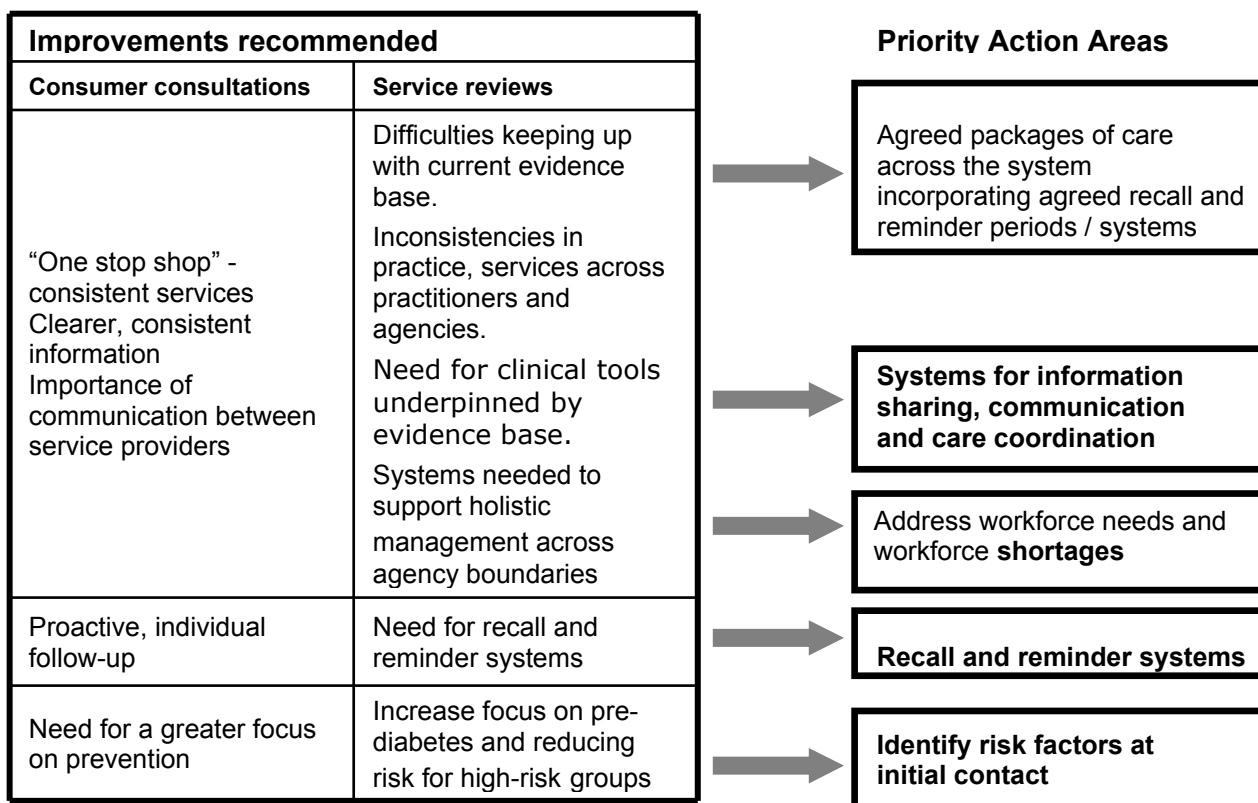 Improvements recommended
Consumer consultations
Service reviews
“One stop shop” -
consistent services
Clearer, consistent
information
Importance of
communication between
service providers
Difficulties keeping up
with current evidence
base.
Inconsistencies in
practice, services across
practitioners and
agencies.
Need for clinical tools
underpinned by
evidence base.
Systems needed to
support holistic
management across
agency boundaries
Proactive, individual
follow-up
Need for recall and
reminder systems
Need for a greater focus
on prevention
Increase focus on pre-
diabetes and reducing
risk for high-risk groups
Priority Action Areas
Agreed packages of care
across the system
incorporating agreed recall and
reminder periods / systems
Systems for information
sharing, communication
and care coordination
Address workforce needs and
workforce shortages
Recall and reminder systems
Identify risk factors at
initial contact